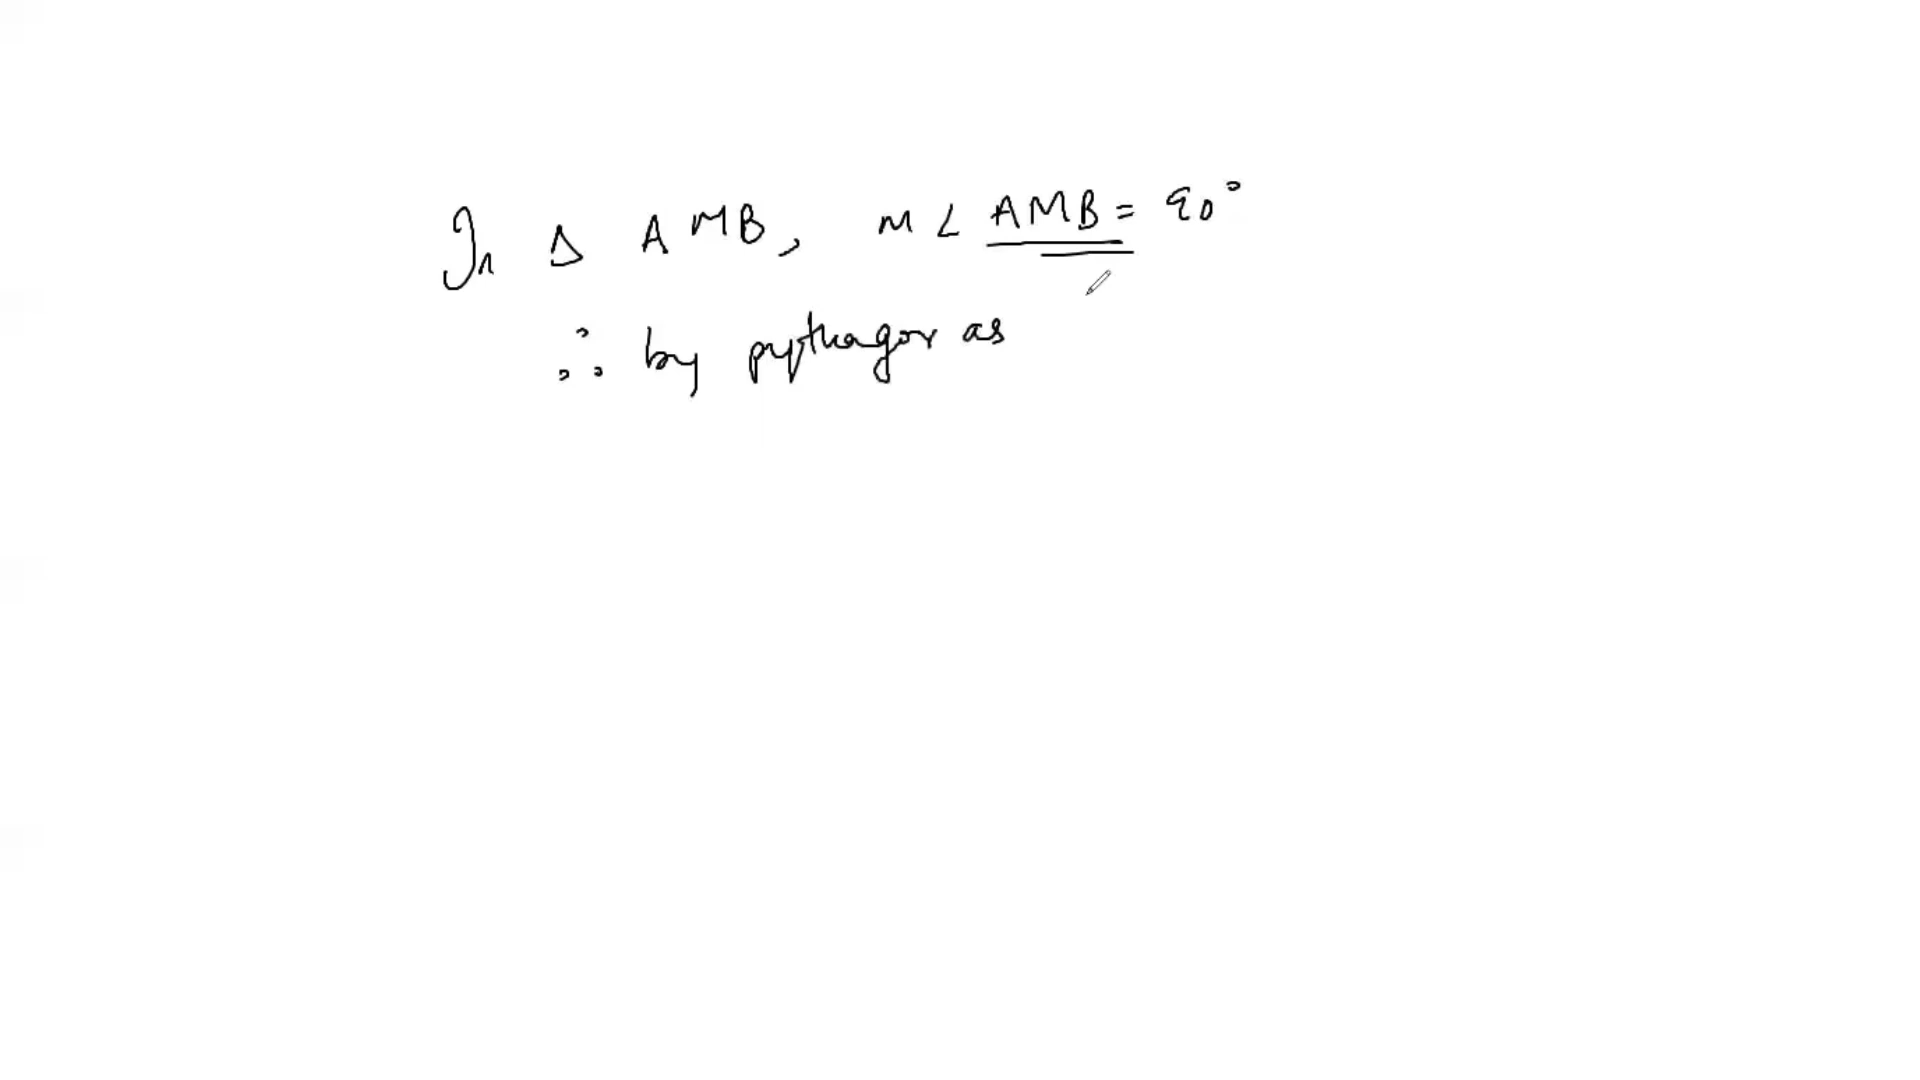 In Δ AMB, m∠AMB = 90°
∴ by pythagoras